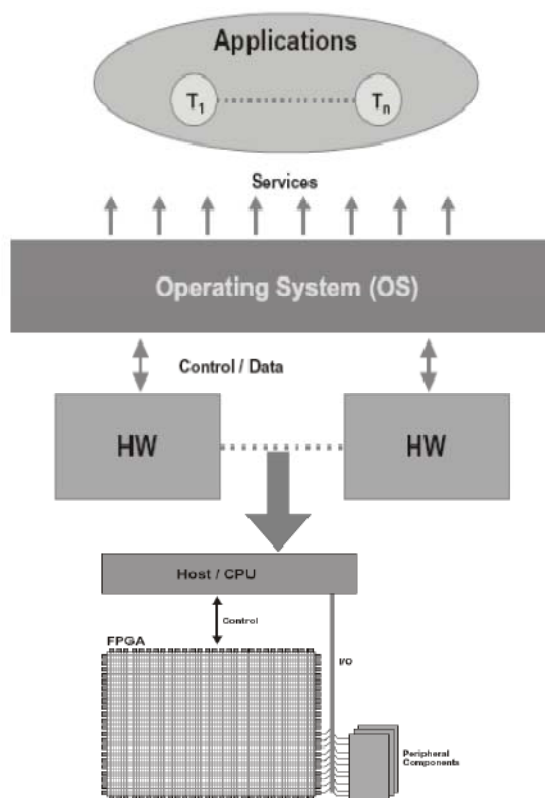 Applications
T1 Tn
Services
Operating System (OS)
Control / Data
HW HW
Host / CPU
Control
FPGA
I/O
Peripheral
Components